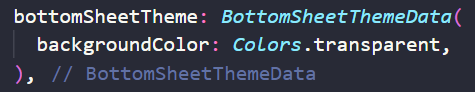 bottomSheetTheme: BottomSheetThemeData(
  backgroundColor: Colors.transparent,
), // BottomSheetThemeData